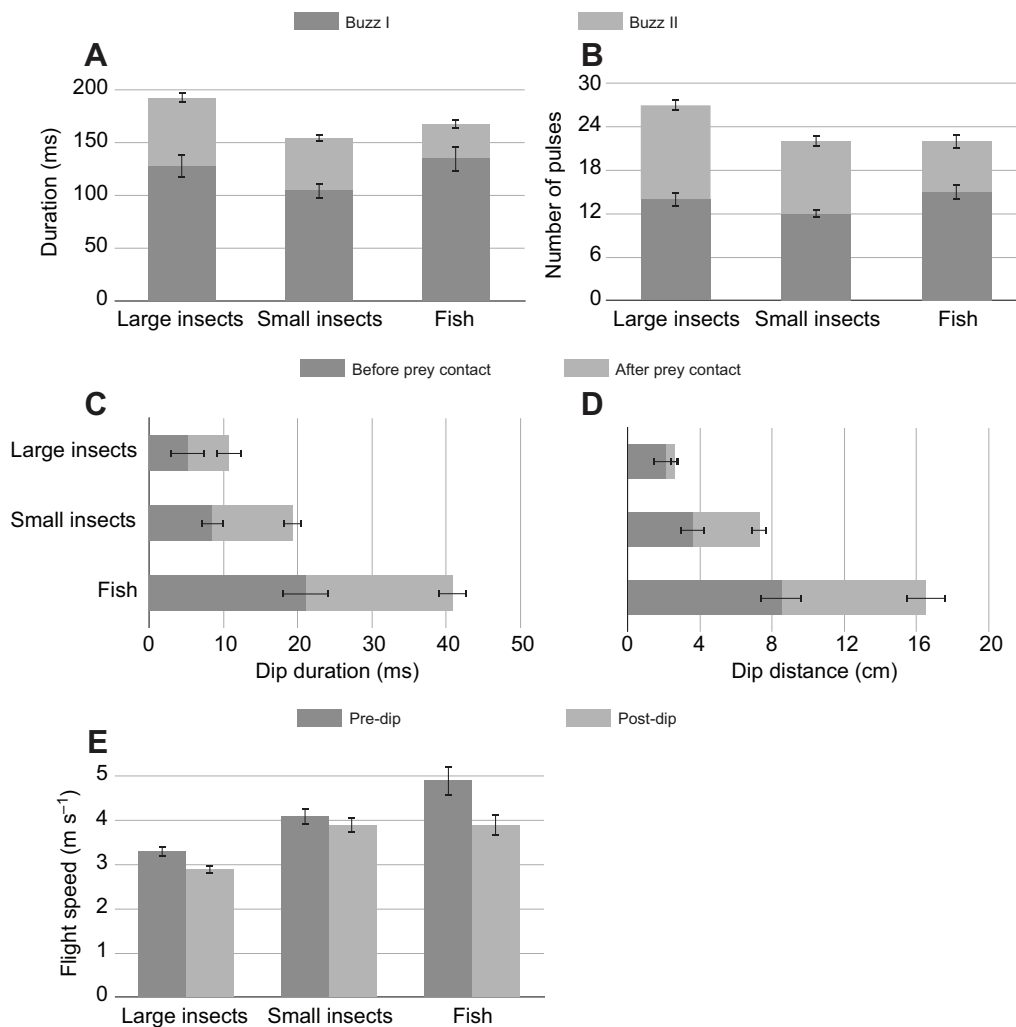 Buzz I Buzz II
A B
200
150
100
50
0
Duration (ms)
Large insects Small insects Fish
30
24
18
12
6
0
Number of pulses
Large insects Small insects Fish
Before prey contact After prey contact
C D
Large insects
Small insects
Fish
0 10 20 30 40 50
Dip duration (ms)
0 4 8 12 16 20
Dip distance (cm)
Pre-dip Post-dip
E
5
4
3
2
1
0
Flight speed (m s⁻¹)
Large insects Small insects Fish